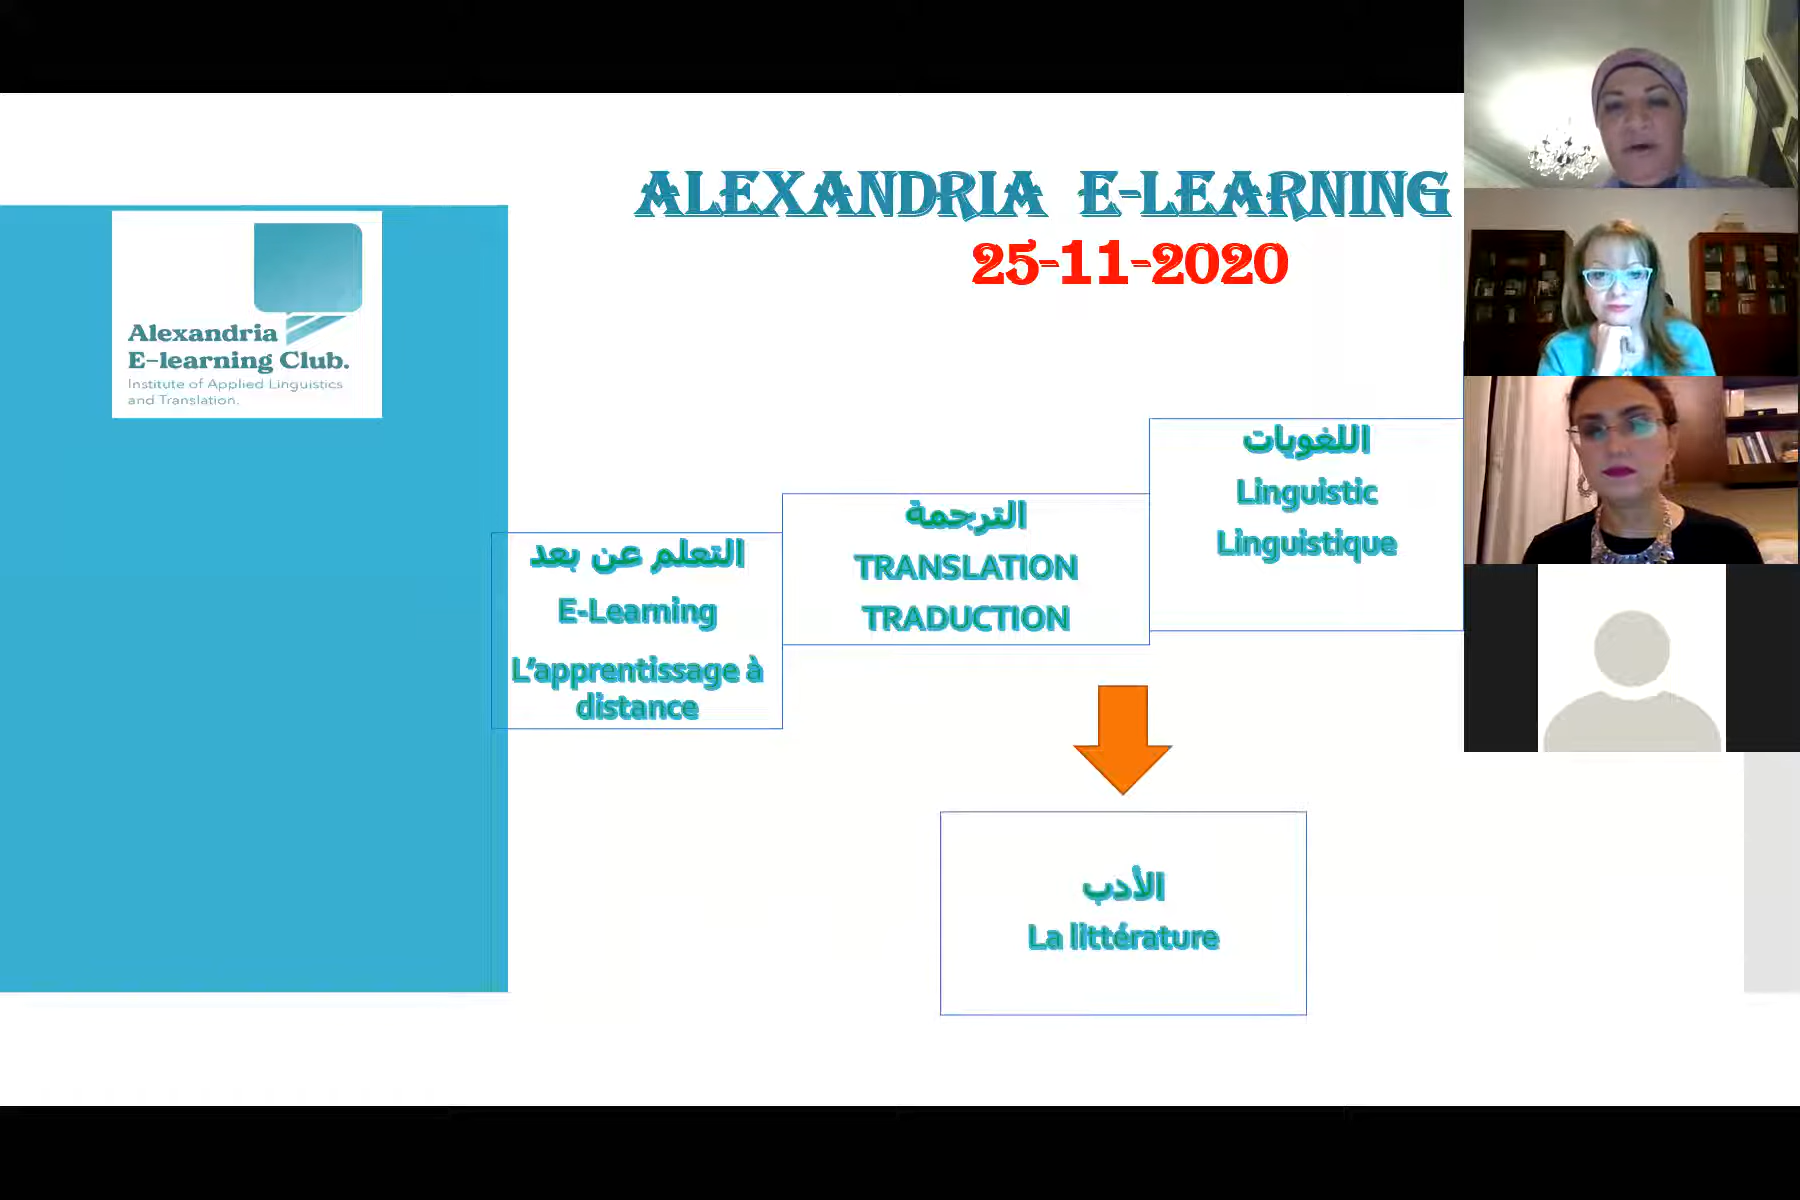 ALEXANDRIA E-LEARNING
25-11-2020
Alexandria
E-learning Club.
Institute of Applied Linguistics
and Translation.
التعلم عن بعد
E-Learning
L'apprentissage à
distance
الترجمة
TRANSLATION
TRADUCTION
اللغويات
Linguistic
Linguistique
الأدب
La littérature